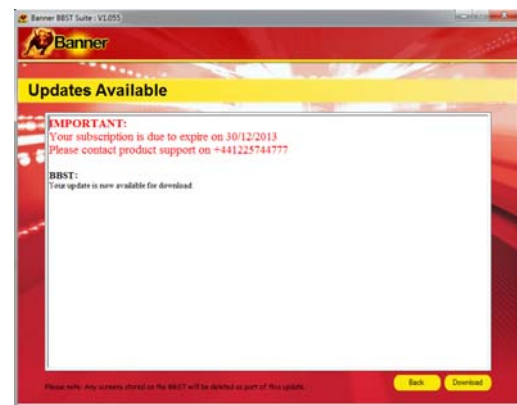 Banner BBST Suite : V1.055
Banner
Updates Available
IMPORTANT:
Your subscription is due to expire on 30/12/2013
Please contact product support on +441225744777
BBST:
Your update is now available for download
Please note: Any screens stored on the BBST will be deleted as part of this update.
Back
Download